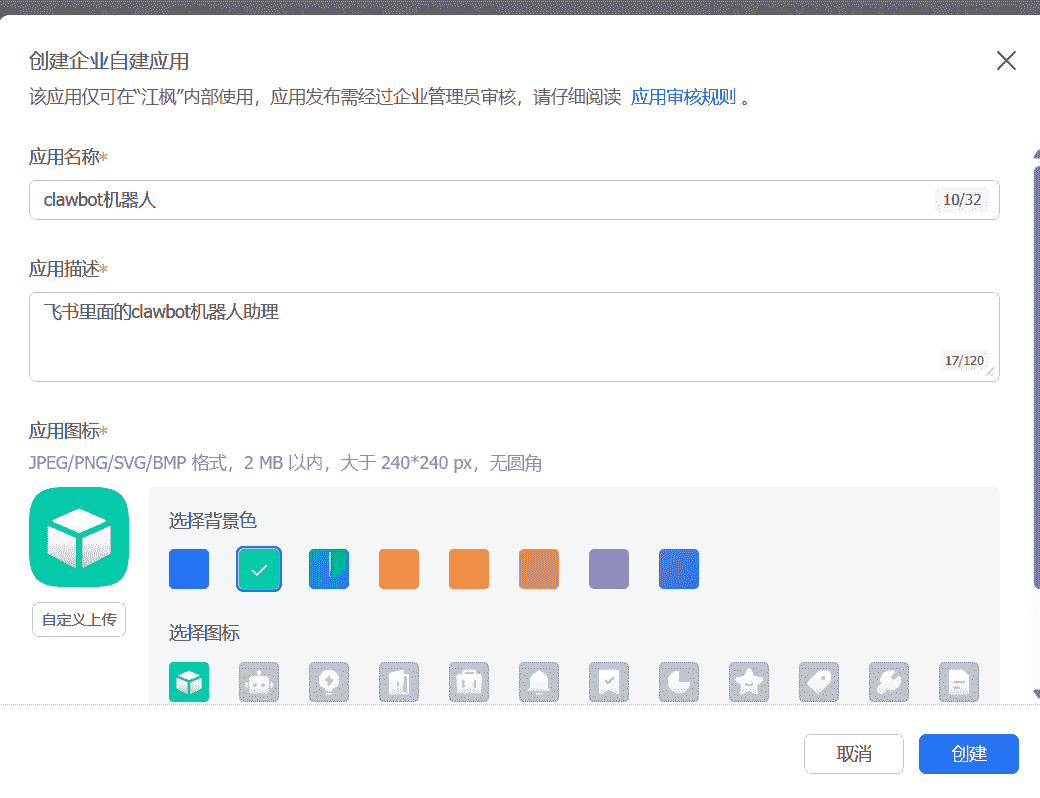 创建企业自建应用
该应用仅可在“江枫”内部使用，应用发布需经过企业管理员审核，请仔细阅读 应用审核规则 。
应用名称*
clawbot机器人
10/32
应用描述*
飞书里面的clawbot机器人助理
17/120
应用图标*
JPEG/PNG/SVG/BMP 格式，2 MB 以内，大于 240*240 px，无圆角
选择背景色
自定义上传
选择图标
取消
创建